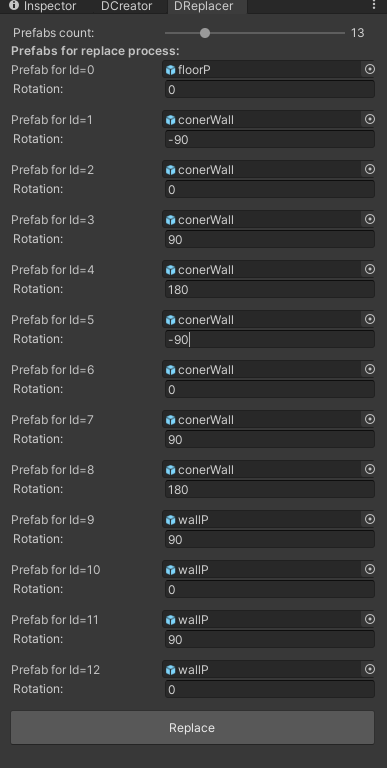 Inspector DCreator DReplacer
Prefabs count: 13
Prefabs for replace process:
Prefab for Id=0 floorP
Rotation: 0
Prefab for Id=1 conerWall
Rotation: -90
Prefab for Id=2 conerWall
Rotation: 0
Prefab for Id=3 conerWall
Rotation: 90
Prefab for Id=4 conerWall
Rotation: 180
Prefab for Id=5 conerWall
Rotation: -90
Prefab for Id=6 conerWall
Rotation: 0
Prefab for Id=7 conerWall
Rotation: 90
Prefab for Id=8 conerWall
Rotation: 180
Prefab for Id=9 wallP
Rotation: 90
Prefab for Id=10 wallP
Rotation: 0
Prefab for Id=11 wallP
Rotation: 90
Prefab for Id=12 wallP
Rotation: 0
Replace